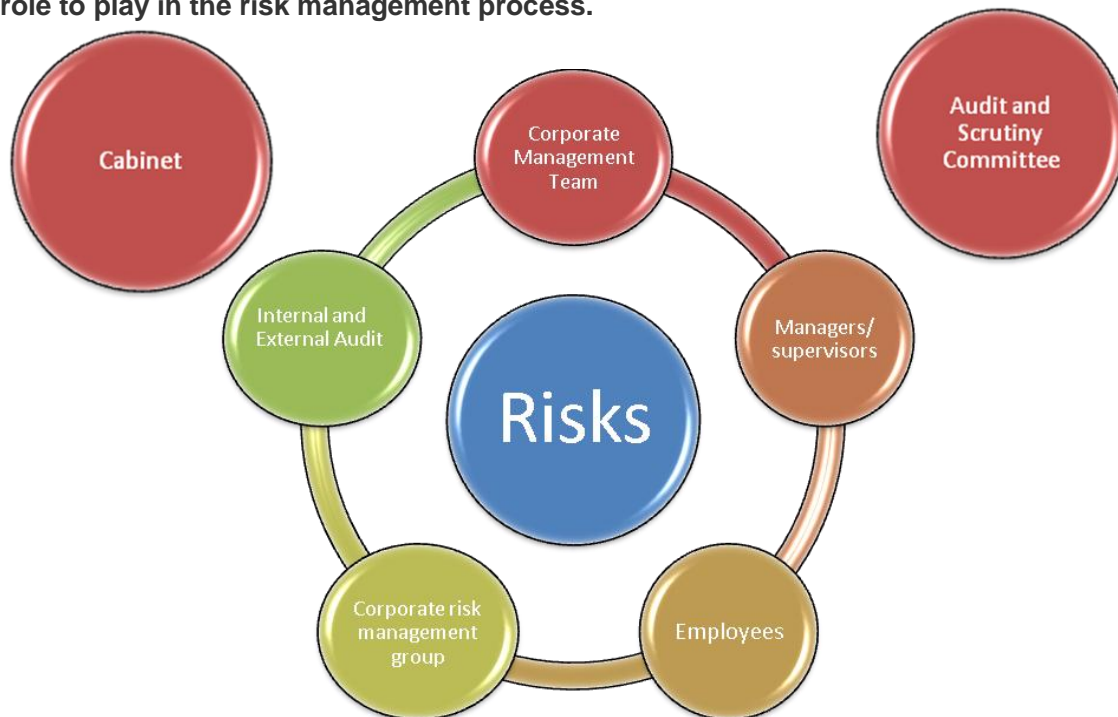 role to play in the risk management process.
Cabinet
Corporate
Management
Team
Audit and
Scrutiny
Committee
Internal and
External Audit
Managers/
supervisors
Risks
Corporate risk
management
group
Employees